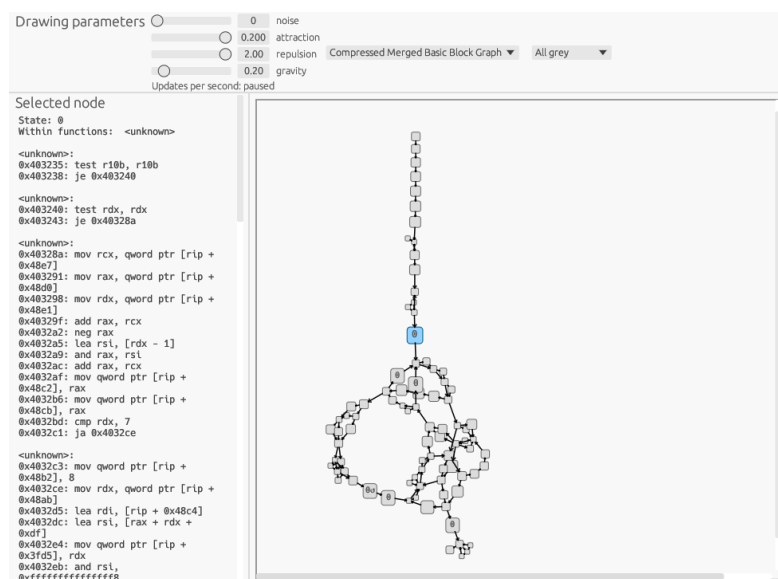 Drawing parameters
0 noise
0.200 attraction
2.00 repulsion Compressed Merged Basic Block Graph ▼ All grey ▼
0.20 gravity
Updates per second: paused
Selected node
State: 0
Within functions: <unknown>
<unknown>:
0x403235: test r10b, r10b
0x403238: je 0x403240
<unknown>:
0x403240: test rdx, rdx
0x403243: je 0x40328a
<unknown>:
0x40328a: mov rcx, qword ptr [rip +
0x48e7]
0x403291: mov rax, qword ptr [rip +
0x48d0]
0x403298: mov rdx, qword ptr [rip +
0x48e1]
0x40329f: add rax, rcx
0x4032a2: neg rax
0x4032a5: lea rsi, [rdx - 1]
0x4032a9: and rax, rsi
0x4032ac: add rax, rcx
0x4032af: mov qword ptr [rip +
0x48c2], rax
0x4032b6: mov qword ptr [rip +
0x48cb], rax
0x4032bd: cmp rdx, 7
0x4032c1: ja 0x4032ce
<unknown>:
0x4032c3: mov qword ptr [rip +
0x48b2], 8
0x4032ce: mov rdx, qword ptr [rip +
0x48ab]
0x4032d5: lea rdi, [rip + 0x48c4]
0x4032dc: lea rsi, [rax + rdx +
0xdf]
0x4032e4: mov qword ptr [rip +
0x3fd5], rdx
0x4032eb: and rsi,
0xfffffffffffffff8
0
0
0
0↺
0
0